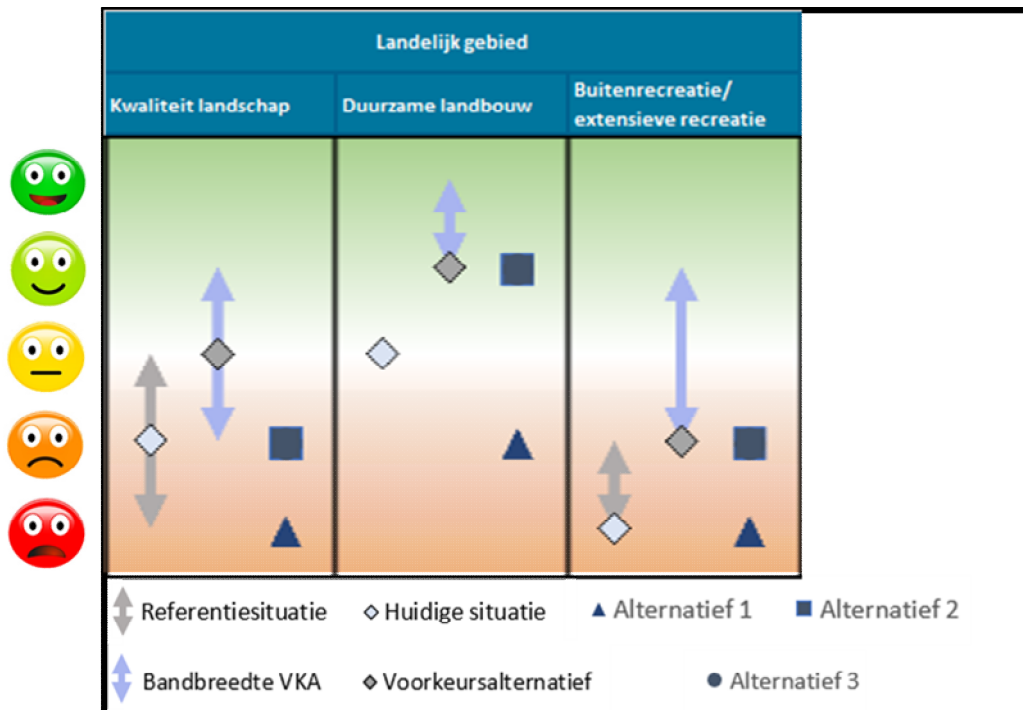 Landelijk gebied
Kwaliteit landschap
Duurzame landbouw
Buitenrecreatie/
extensieve recreatie
Referentiesituatie
Huidige situatie
Alternatief 1
Alternatief 2
Bandbreedte VKA
Voorkeursalternatief
Alternatief 3